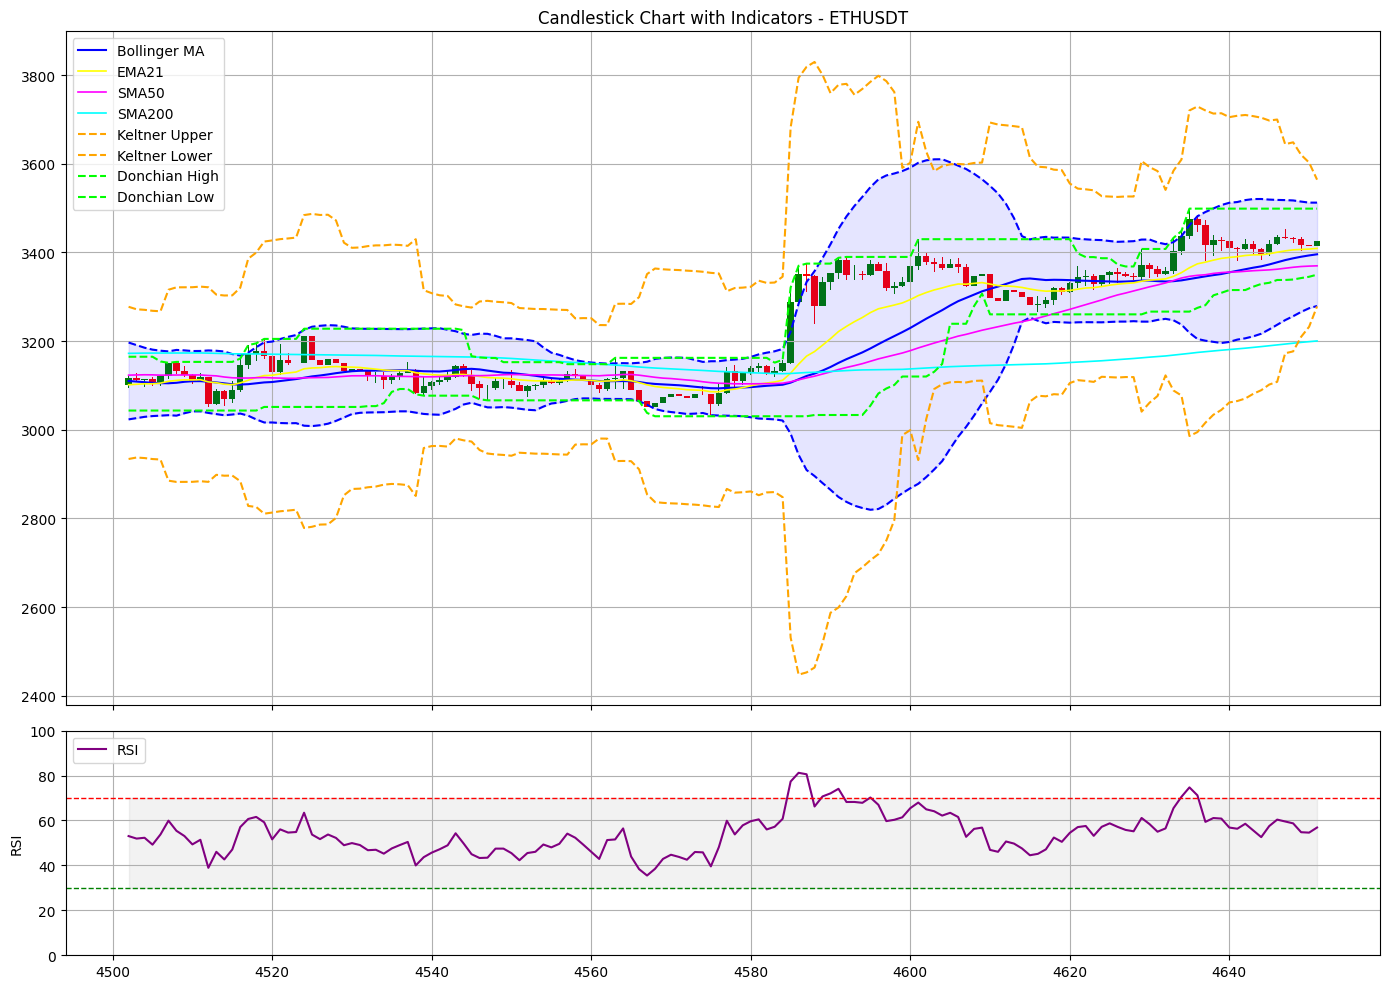 Candlestick Chart with Indicators - ETHUSDT
Bollinger MA
EMA21
SMA50
SMA200
Keltner Upper
Keltner Lower
Donchian High
Donchian Low
3800
3600
3400
3200
3000
2800
2600
2400
RSI
100
80
60
40
20
0
RSI
4500 4520 4540 4560 4580 4600 4620 4640